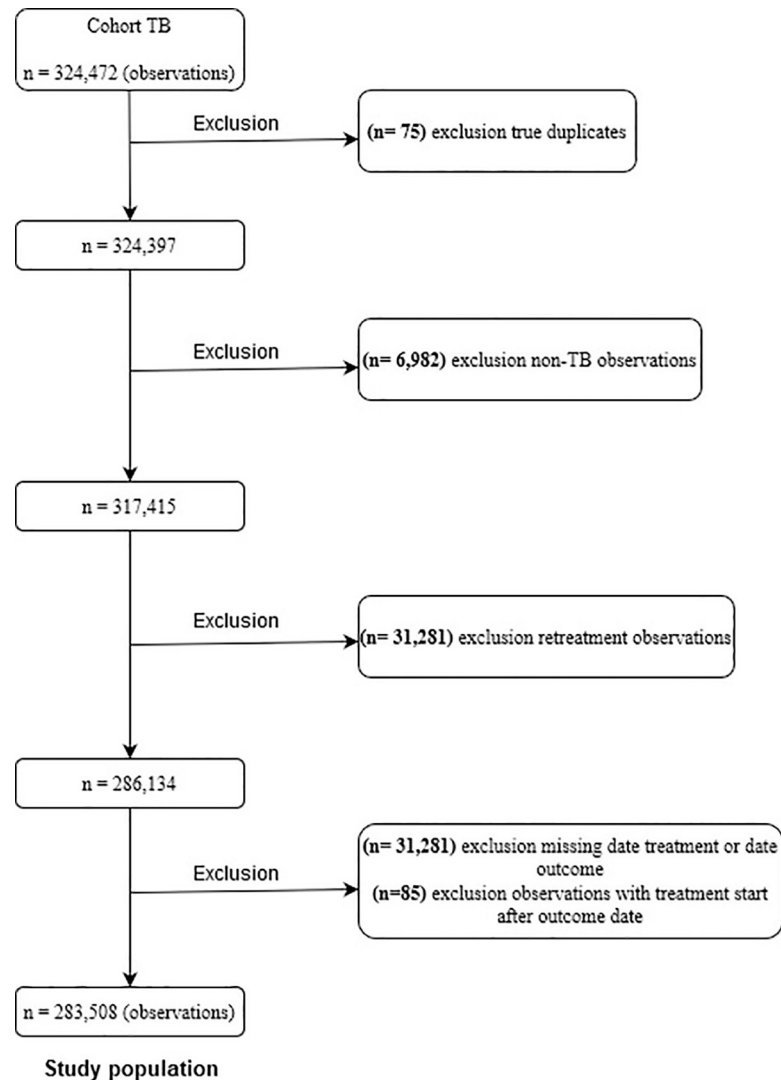 Cohort TB
n = 324,472 (observations)
Exclusion
(n= 75) exclusion true duplicates
n = 324,397
Exclusion
(n= 6,982) exclusion non-TB observations
n = 317,415
Exclusion
(n= 31,281) exclusion retreatment observations
n = 286,134
Exclusion
(n= 31,281) exclusion missing date treatment or date
outcome
(n=85) exclusion observations with treatment start
after outcome date
n = 283,508 (observations)
Study population